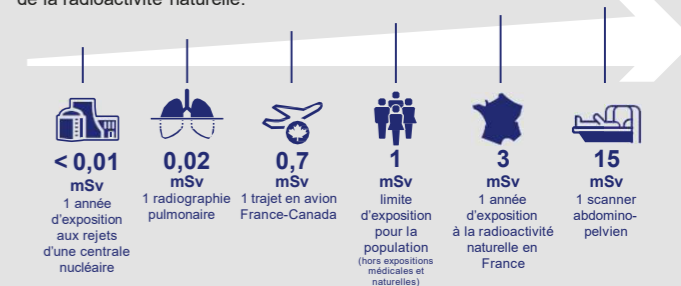 de la radioactivité naturelle.
< 0,01
mSv
1 année
d'exposition
aux rejets
d'une centrale
nucléaire
0,02
mSv
1 radiographie
pulmonaire
0,7
mSv
1 trajet en avion
France-Canada
1
mSv
limite
d'exposition
pour la
population
(hors expositions
médicales et
naturelles)
3
mSv
1 année
d'exposition
à la radioactivité
naturelle en
France
15
mSv
1 scanner
abdomino-
pelvien